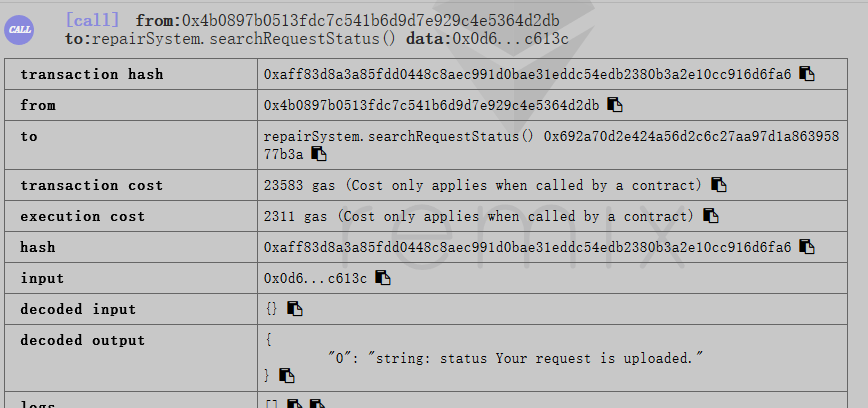 CALL
[call] from:0x4b0897b0513fdc7c541b6d9d7e929c4e5364d2db
to:repairSystem.searchRequestStatus() data:0x0d6...c613c
transaction hash 0xaff83d8a3a85fdd0448c8aec991d0bae31eddc54edb2380b3a2e10cc916d6fa6
from 0x4b0897b0513fdc7c541b6d9d7e929c4e5364d2db
to repairSystem.searchRequestStatus() 0x692a70d2e424a56d2c6c27aa97d1a863958
77b3a
transaction cost 23583 gas (Cost only applies when called by a contract)
execution cost 2311 gas (Cost only applies when called by a contract)
hash 0xaff83d8a3a85fdd0448c8aec991d0bae31eddc54edb2380b3a2e10cc916d6fa6
remix
input 0x0d6...c613c
decoded input {}
decoded output {
"0": "string: status Your request is uploaded."
}
logs []